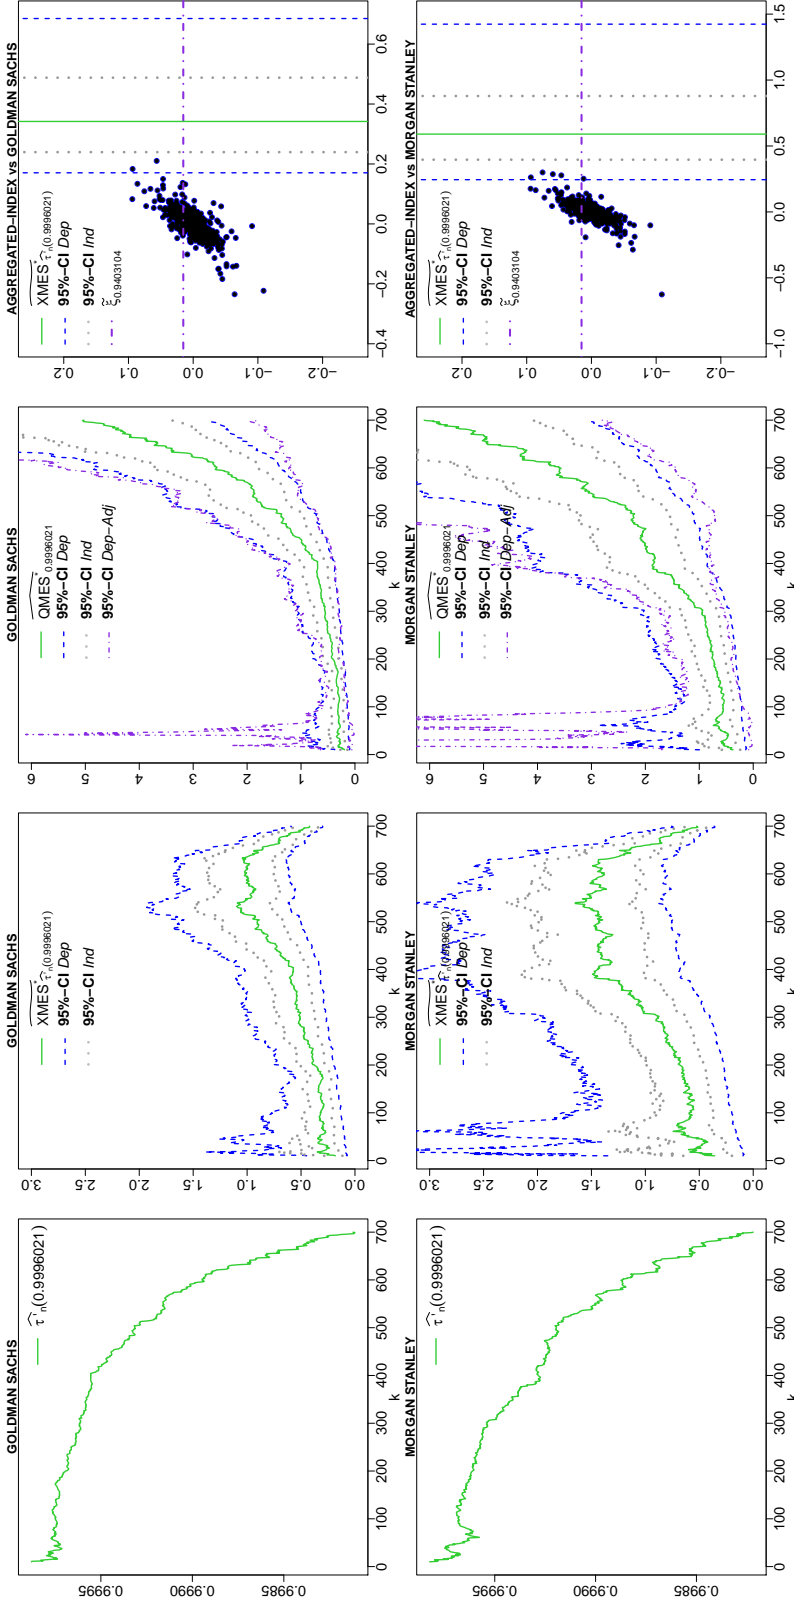 GOLDMAN SACHS
τ̂'n(0.9996021)
0.9995
0.9990
0.9985
0 100 200 300 400 500 600 700
k
GOLDMAN SACHS
XMES*τ̂'n(0.9996021)
95%−CI Dep
95%−CI Ind
3.0
2.5
2.0
1.5
1.0
0.5
0.0
0 100 200 300 400 500 600 700
k
GOLDMAN SACHS
QMES*0.9996021
95%−CI Dep
95%−CI Ind
95%−CI Dep−Adj
6
5
4
3
2
1
0
0 100 200 300 400 500 600 700
k
AGGREGATED−INDEX vs GOLDMAN SACHS
XMES*τ̂'n(0.9996021)
95%−CI Dep
95%−CI Ind
ξ̃0.9403104
0.2
0.1
0.0
−0.1
−0.2
−0.4 −0.2 0.0 0.2 0.4 0.6
MORGAN STANLEY
τ̂'n(0.9996021)
0.9995
0.9990
0.9985
0 100 200 300 400 500 600 700
k
MORGAN STANLEY
XMES*τ̂'n(0.9996021)
95%−CI Dep
95%−CI Ind
3.0
2.5
2.0
1.5
1.0
0.5
0.0
0 100 200 300 400 500 600 700
k
MORGAN STANLEY
QMES*0.9996021
95%−CI Dep
95%−CI Ind
95%−CI Dep−Adj
6
5
4
3
2
1
0
0 100 200 300 400 500 600 700
k
AGGREGATED−INDEX vs MORGAN STANLEY
XMES*τ̂'n(0.9996021)
95%−CI Dep
95%−CI Ind
ξ̃0.9403104
0.2
0.1
0.0
−0.1
−0.2
−1.0 −0.5 0.0 0.5 1.0 1.5